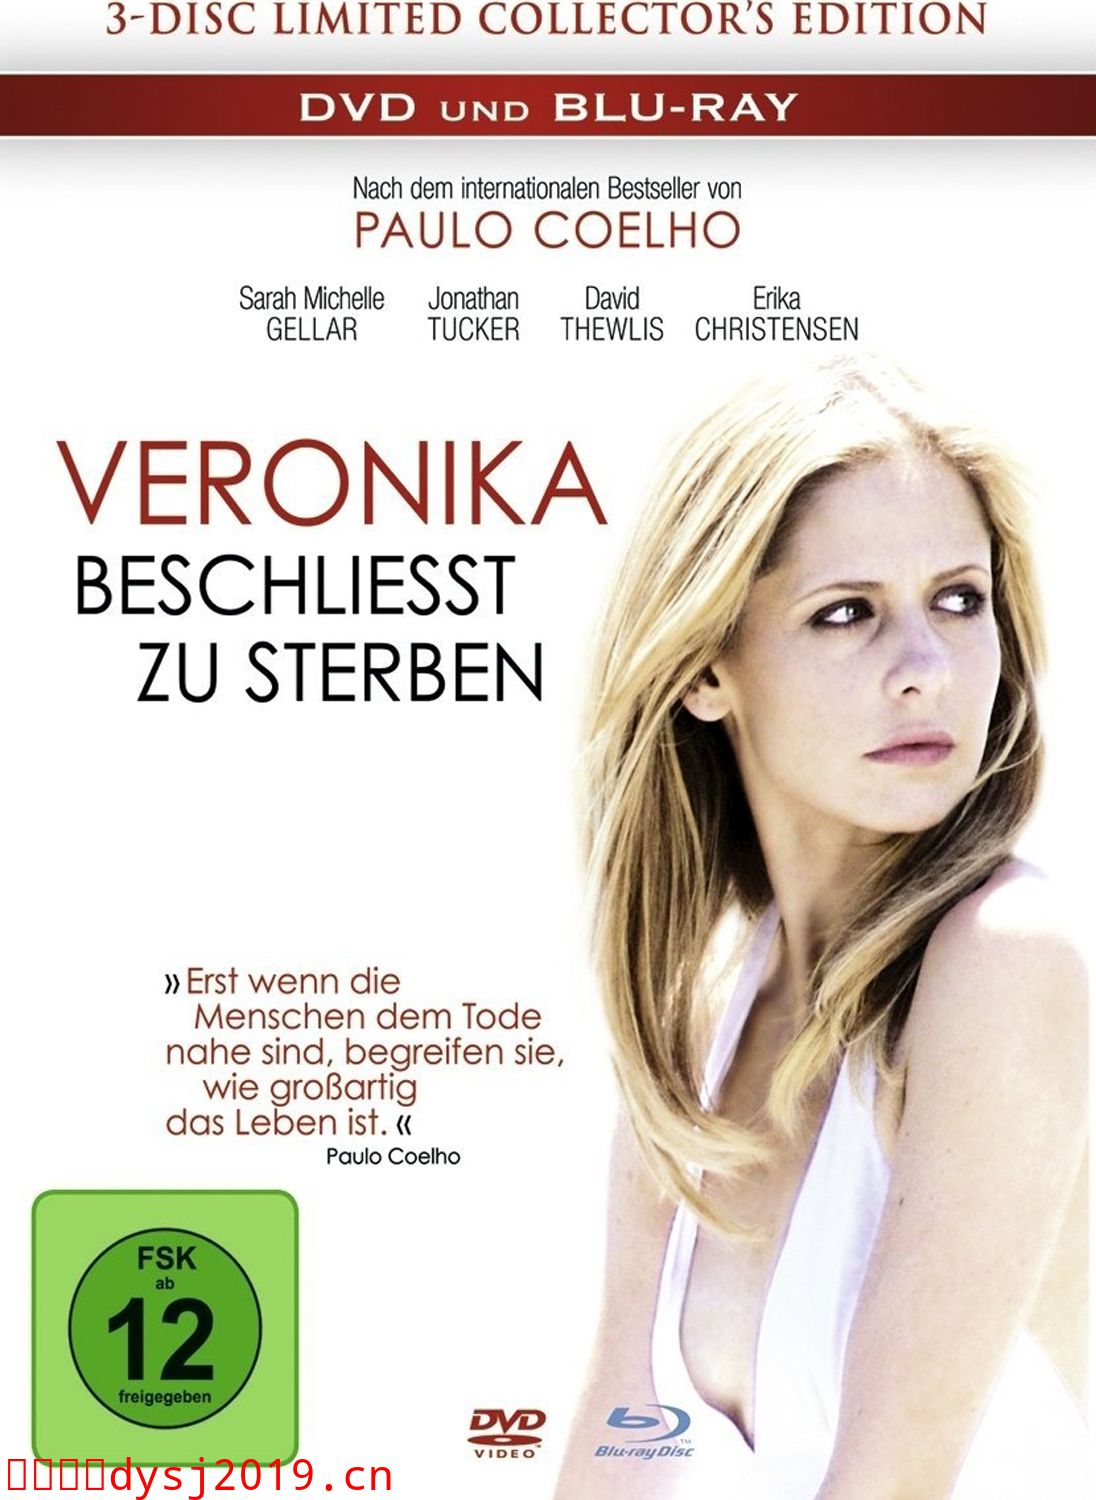 3-DISC LIMITED COLLECTOR'S EDITION
DVD UND BLU-RAY
Nach dem internationalen Bestseller von
PAULO COELHO
Sarah Michelle GELLAR
Jonathan TUCKER
David THEWLIS
Erika CHRISTENSEN
VERONIKA
BESCHLIESST
ZU STERBEN
»Erst wenn die
Menschen dem Tode
nahe sind, begreifen sie,
wie großartig
das Leben ist.«
Paulo Coelho
FSK
ab
12
freigegeben
DVD
VIDEO
Blu-ray Disc
dysj2019.cn